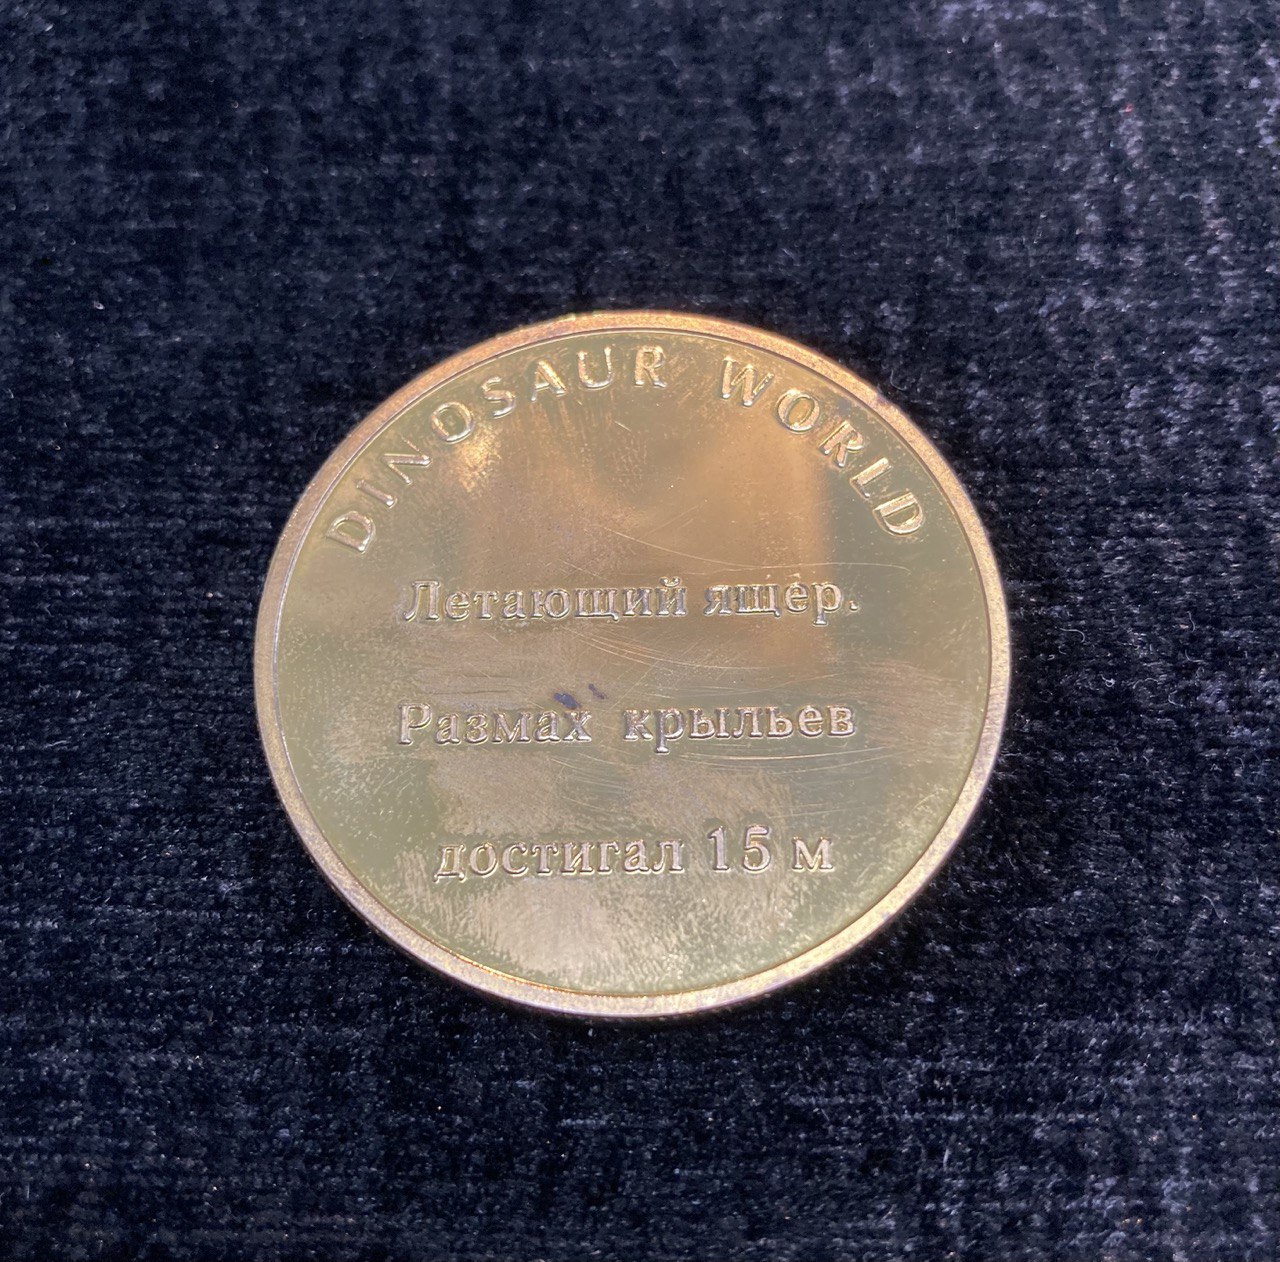 DINOSAUR WORLD
Летающий ящер.
Размах крыльев
достигал 15 м